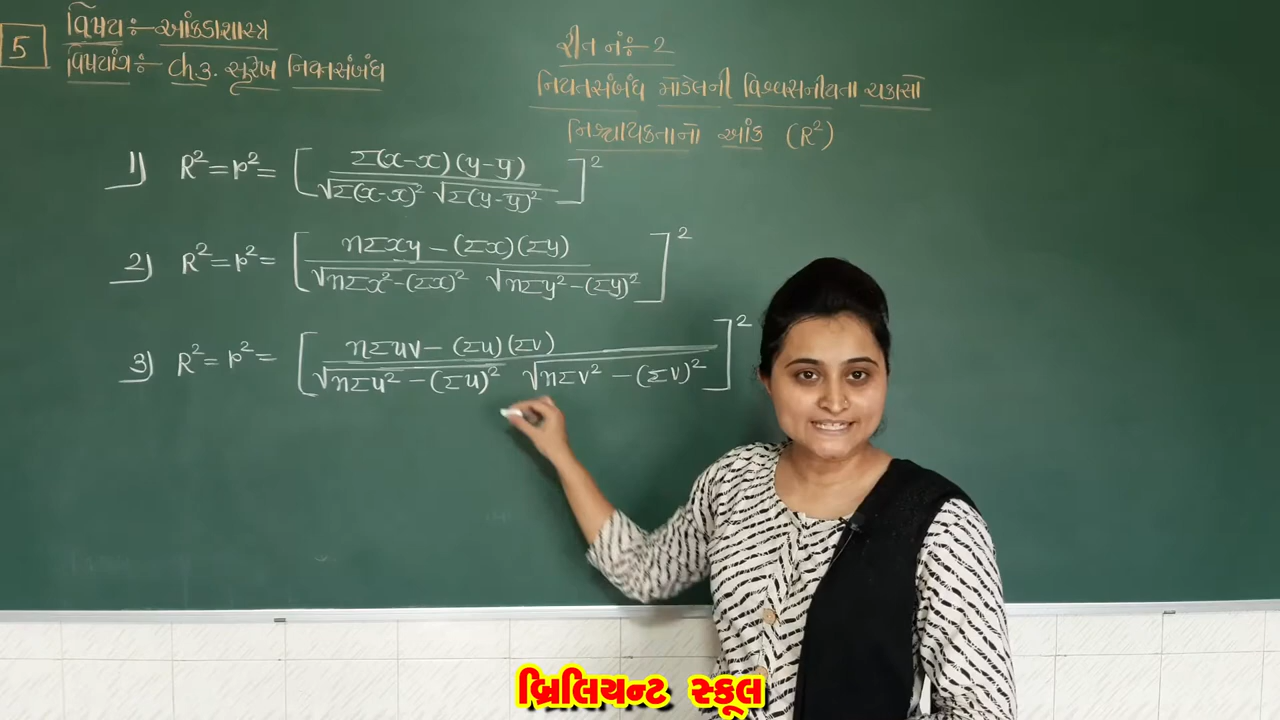 5
વિષય :- આંકડાશાસ્ત્ર
વિષયાંગ :- Ch.૩. સુરેખ નિયતસંબંધ
રીત નં :- 2
નિયતસંબંધ મૉડેલની વિશ્વસનીયતા ચકાસો
નિશ્ચાયકતાનો આંક (R²)
1) R² = r² = [ Σ(x-x)(y-y̅) / √Σ(x-x)² √Σ(y-y̅)² ]²
2) R² = r² = [ nΣxy - (Σx)(Σy) / √nΣx² - (Σx)² √nΣy² - (Σy)² ]²
3) R² = r² = [ nΣuv - (Σu)(Σv) / √nΣu² - (Σu)² √nΣv² - (Σv)² ]²
બ્રિલિયન્ટ સ્કૂલ